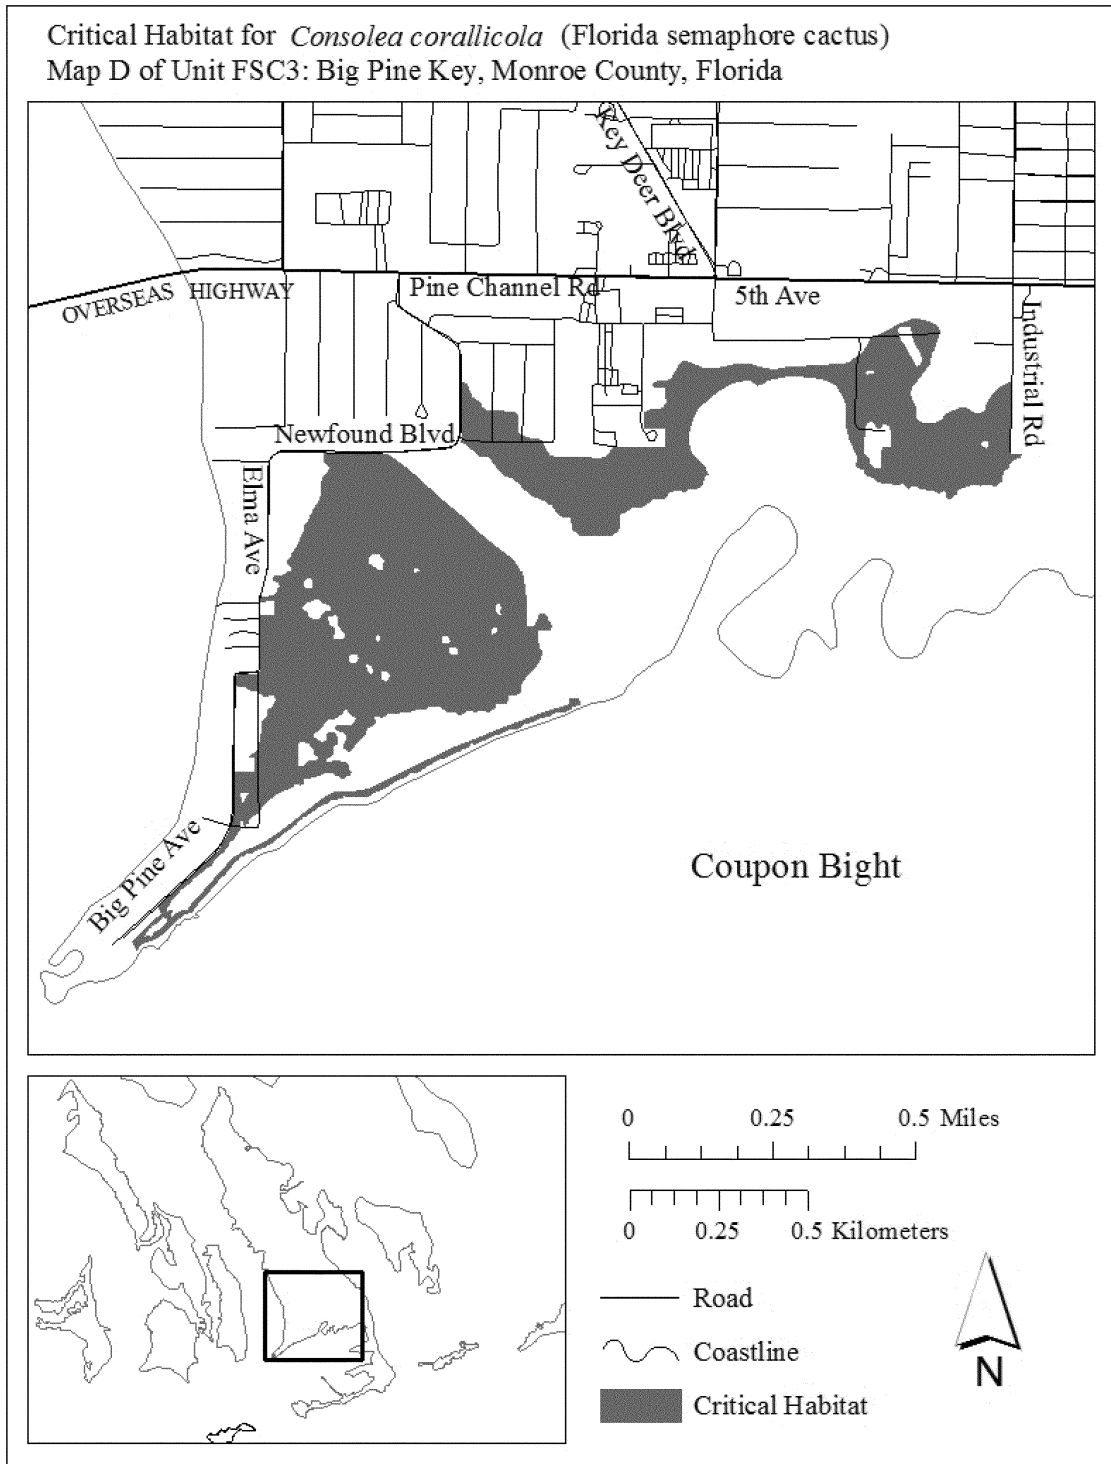 Critical Habitat for Consolea corallicola (Florida semaphore cactus)
Map D of Unit FSC3: Big Pine Key, Monroe County, Florida
Key Deer Blvd
OVERSEAS HIGHWAY
Pine Channel Rd
5th Ave
Industrial Rd
Newfound Blvd
Elma Ave
Big Pine Ave
Coupon Bight
0 0.25 0.5 Miles
0 0.25 0.5 Kilometers
Road
Coastline
Critical Habitat
N